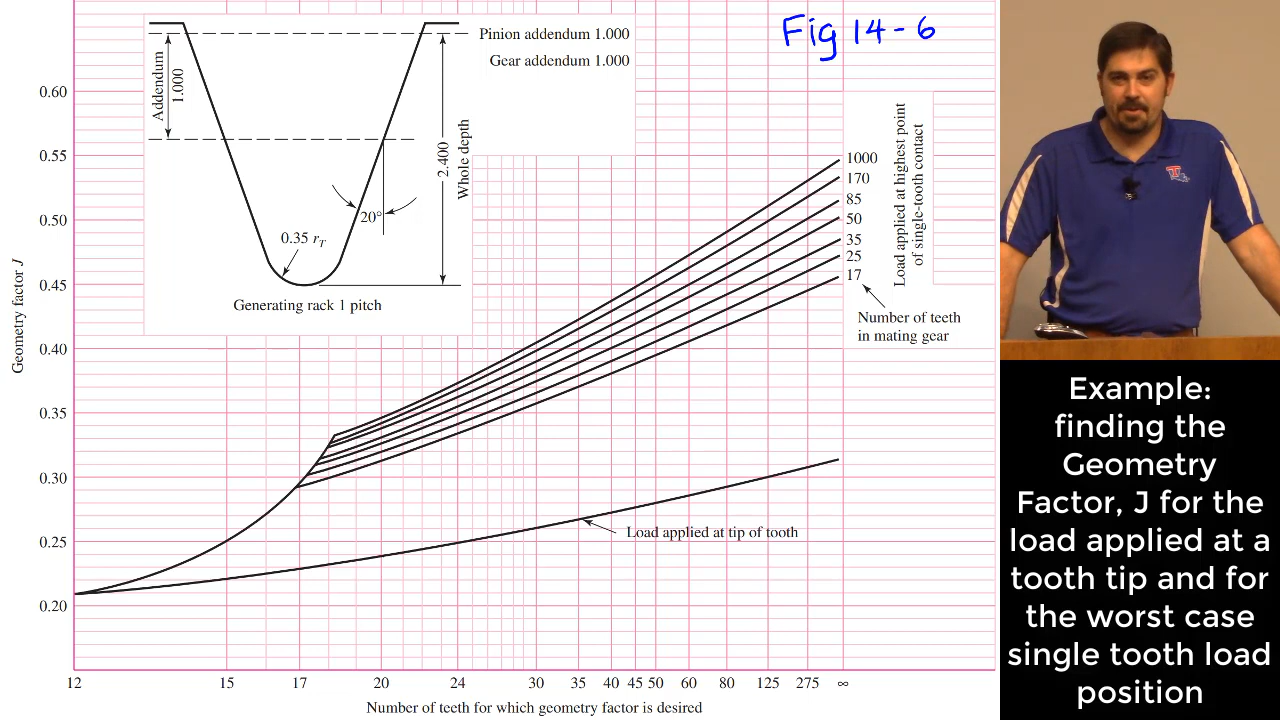 Fig 14-6
Pinion addendum 1.000
Gear addendum 1.000
Addendum
1.000
2.400
Whole depth
20°
0.35 rT
Generating rack 1 pitch
Geometry factor J
0.60
0.55
0.50
0.45
0.40
0.35
0.30
0.25
0.20
1000
170
85
50
35
25
17
Load applied at highest point
of single-tooth contact
Number of teeth
in mating gear
Load applied at tip of tooth
12 15 17 20 24 30 35 40 45 50 60 80 125 275 ∞
Number of teeth for which geometry factor is desired
Example:
finding the
Geometry
Factor, J for the
load applied at a
tooth tip and for
the worst case
single tooth load
position